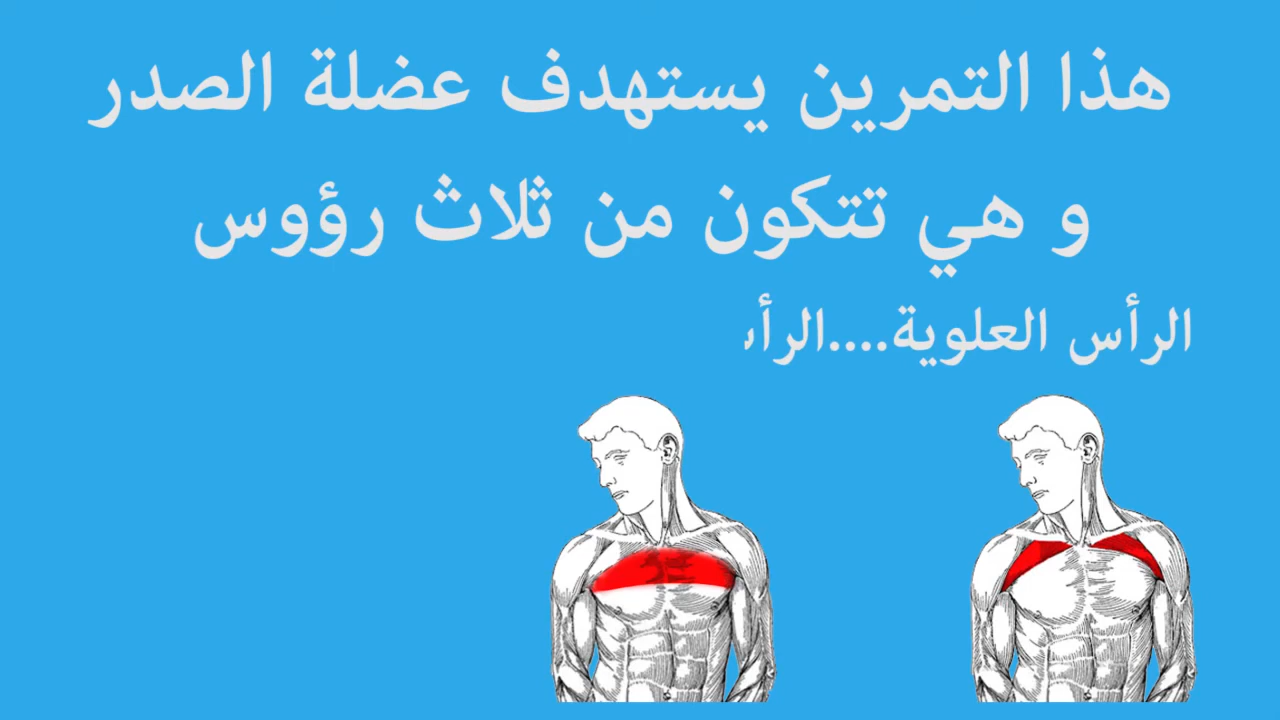 هذا التمرين يستهدف عضلة الصدر
و هي تتكون من ثلاث رؤوس
الرأس العلوية....